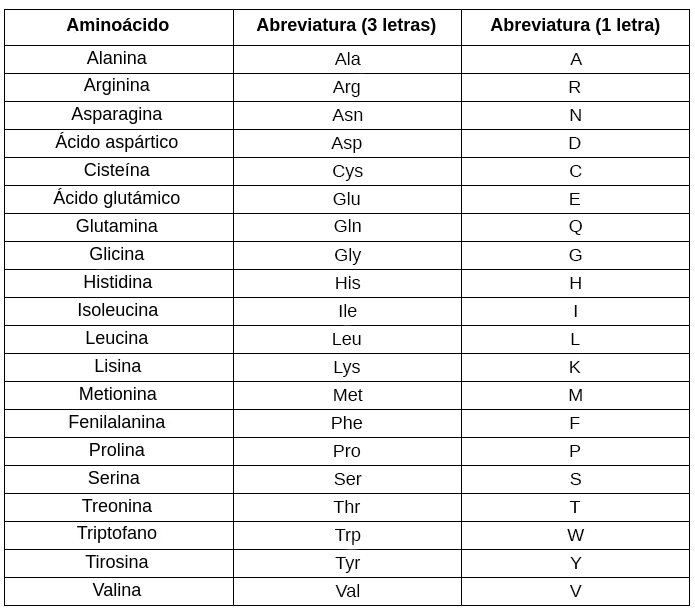 Aminoácido Abreviatura (3 letras) Abreviatura (1 letra)
Alanina Ala A
Arginina Arg R
Asparagina Asn N
Ácido aspártico Asp D
Cisteína Cys C
Ácido glutámico Glu E
Glutamina Gln Q
Glicina Gly G
Histidina His H
Isoleucina Ile I
Leucina Leu L
Lisina Lys K
Metionina Met M
Fenilalanina Phe F
Prolina Pro P
Serina Ser S
Treonina Thr T
Triptofano Trp W
Tirosina Tyr Y
Valina Val V